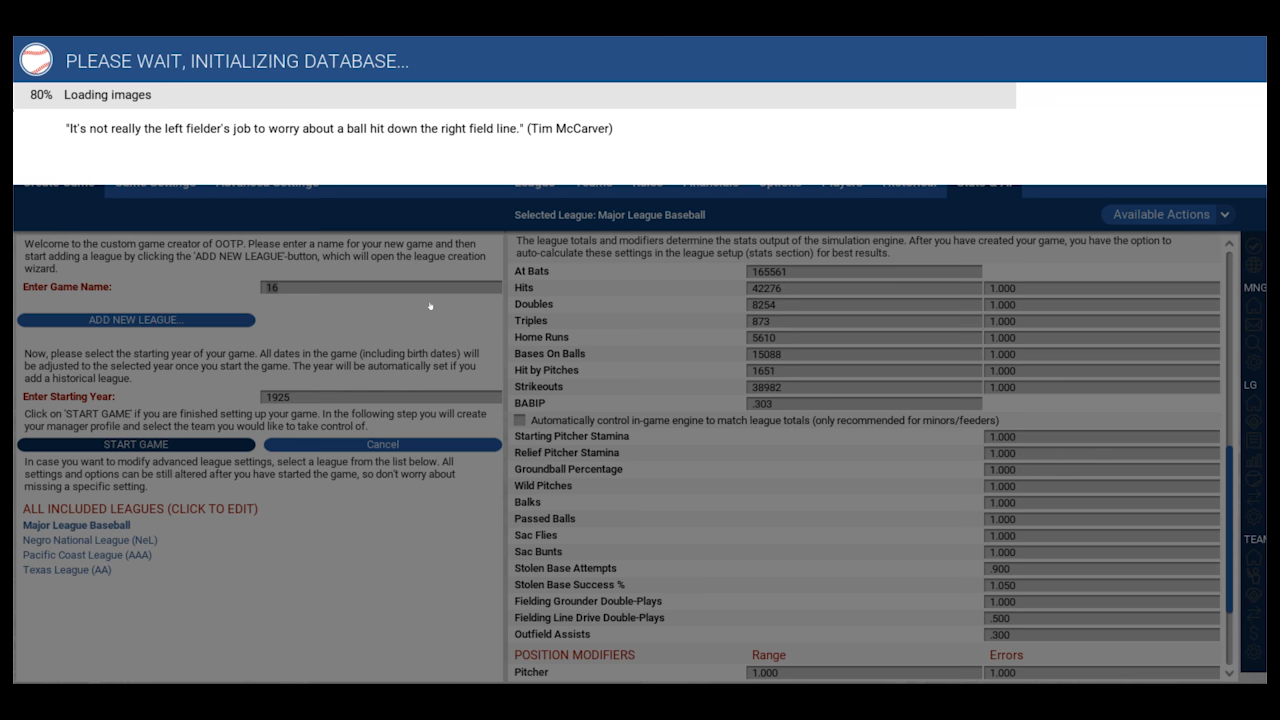 PLEASE WAIT, INITIALIZING DATABASE...
80% Loading images
"It's not really the left fielder's job to worry about a ball hit down the right field line." (Tim McCarver)
Selected League: Major League Baseball
Available Actions
Welcome to the custom game creator of OOTP. Please enter a name for your new game and then
start adding a league by clicking the 'ADD NEW LEAGUE'-button, which will open the league creation
wizard.
Enter Game Name: 16
ADD NEW LEAGUE...
Now, please select the starting year of your game. All dates in the game (including birth dates) will
be adjusted to the selected year once you start the game. The year will be automatically set if you
add a historical league.
Enter Starting Year: 1925
Click on 'START GAME' if you are finished setting up your game. In the following step you will create
your manager profile and select the team you would like to take control of.
START GAME Cancel
In case you want to modify advanced league settings, select a league from the list below. All
settings and options can be still altered after you have started the game, so don't worry about
missing a specific setting.
ALL INCLUDED LEAGUES (CLICK TO EDIT)
Major League Baseball
Negro National League (NeL)
Pacific Coast League (AAA)
Texas League (AA)
The league totals and modifiers determine the stats output of the simulation engine. After you have created your game, you have the option to
auto-calculate these settings in the league setup (stats section) for best results.
At Bats 165561
Hits 42276 1.000
Doubles 8254 1.000
Triples 873 1.000
Home Runs 5610 1.000
Bases On Balls 15088 1.000
Hit by Pitches 1651 1.000
Strikeouts 38982 1.000
BABIP .303
Automatically control in-game engine to match league totals (only recommended for minors/feeders)
Starting Pitcher Stamina 1.000
Relief Pitcher Stamina 1.000
Groundball Percentage 1.000
Wild Pitches 1.000
Balks 1.000
Passed Balls 1.000
Sac Flies 1.000
Sac Bunts 1.000
Stolen Base Attempts .900
Stolen Base Success % 1.050
Fielding Grounder Double-Plays 1.000
Fielding Line Drive Double-Plays .500
Outfield Assists .300
POSITION MODIFIERS Range Errors
Pitcher 1.000 1.000
MNG
LG
TEAM